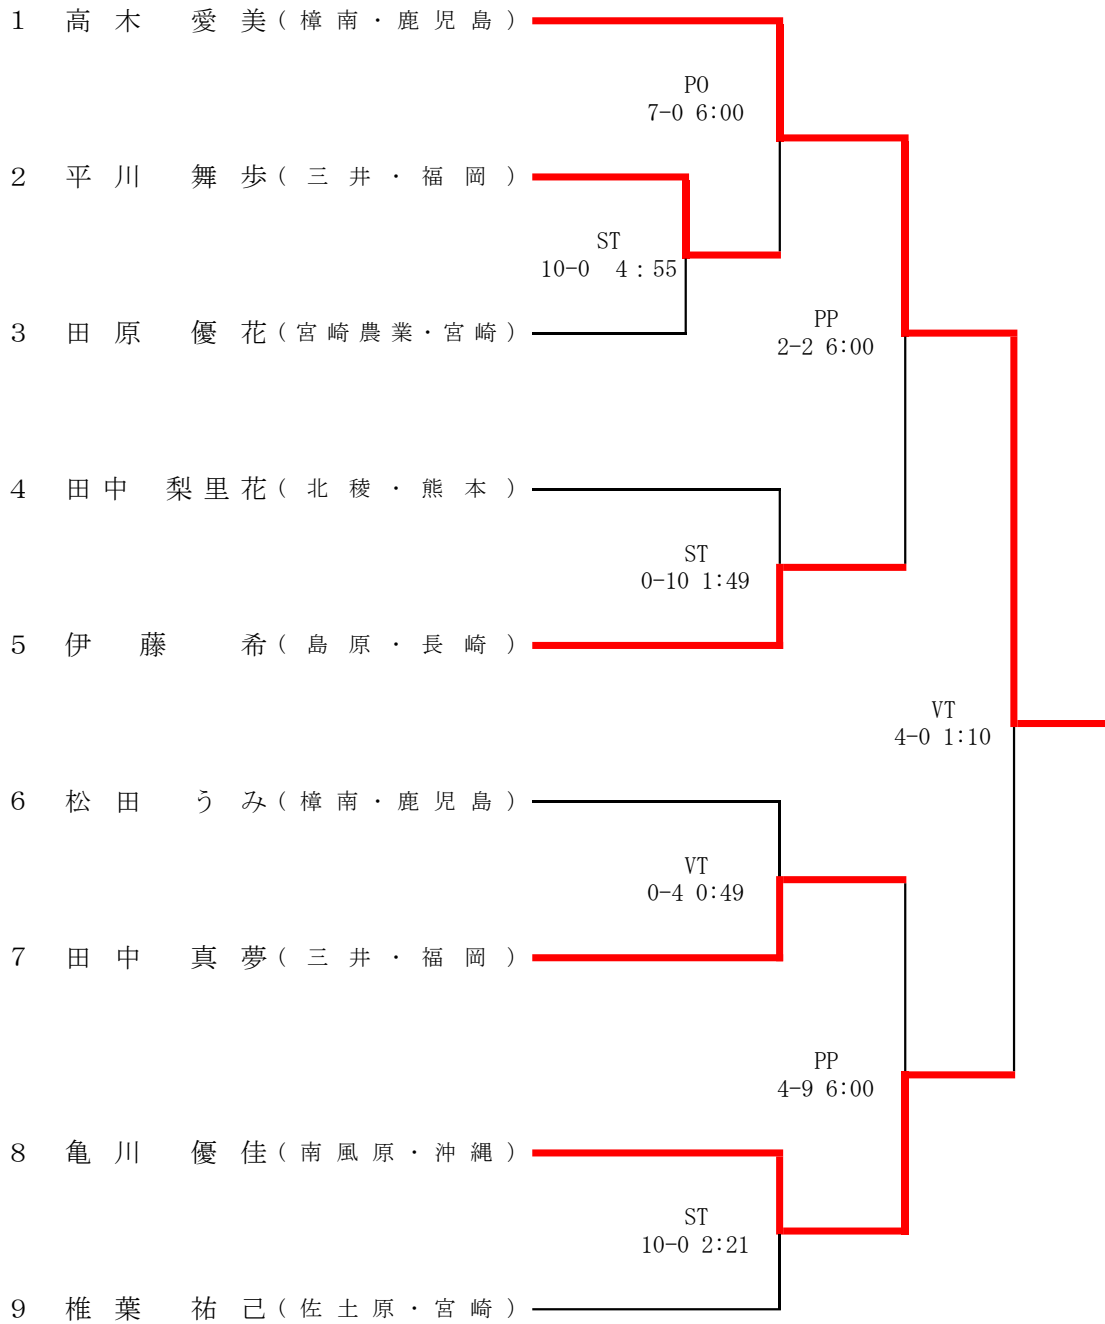 1 高木 愛美(樟南・鹿児島)
PO
7-0 6:00
2 平川 舞歩(三井・福岡)
ST
10-0 4:55
3 田原 優花(宮崎農業・宮崎)
PP
2-2 6:00
4 田中 梨里花(北稜・熊本)
ST
0-10 1:49
5 伊藤 希(島原・長崎)
VT
4-0 1:10
6 松田 うみ(樟南・鹿児島)
VT
0-4 0:49
7 田中 真夢(三井・福岡)
PP
4-9 6:00
8 亀川 優佳(南風原・沖縄)
ST
10-0 2:21
9 椎葉 祐己(佐土原・宮崎)